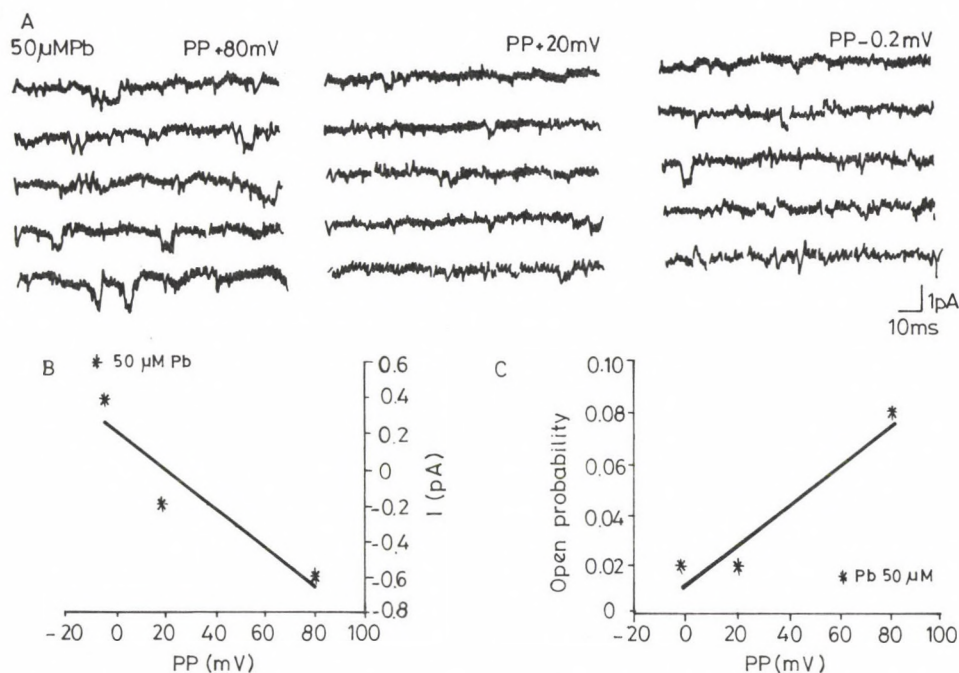 A
50µMPb PP+80mV PP+20mV PP-0.2mV
1pA
10ms
B
* 50 µM Pb
0.6
0.4
0.2
0
-0.2
-0.4
-0.6
-0.8
I (pA)
-20 0 20 40 60 80 100
PP (mV)
C
0.10
0.08
0.06
0.04
0.02
0
Open probability
* Pb 50 µM
-20 0 20 40 60 80 100
PP (mV)